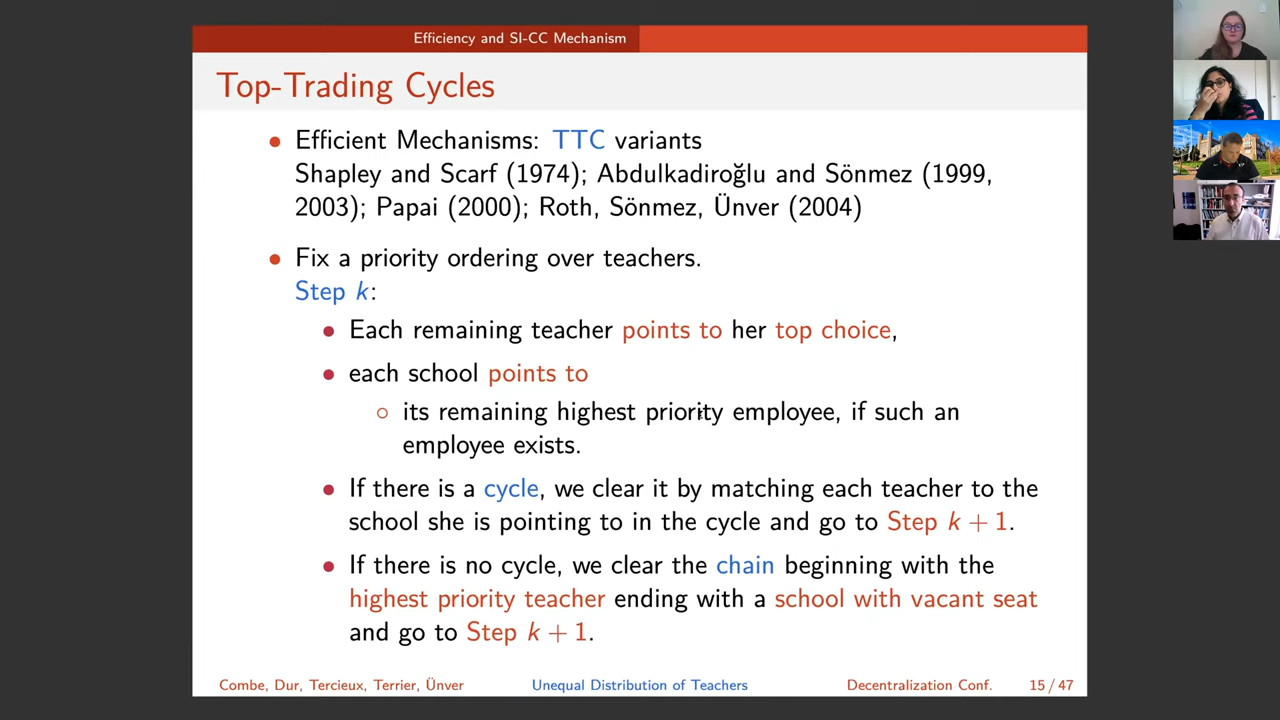 Efficiency and SI-CC Mechanism
Top-Trading Cycles
• Efficient Mechanisms: TTC variants
Shapley and Scarf (1974); Abdulkadiroğlu and Sönmez (1999,
2003); Papai (2000); Roth, Sönmez, Ünver (2004)
• Fix a priority ordering over teachers.
Step k:
• Each remaining teacher points to her top choice,
• each school points to
○ its remaining highest priority employee, if such an
employee exists.
• If there is a cycle, we clear it by matching each teacher to the
school she is pointing to in the cycle and go to Step k + 1.
• If there is no cycle, we clear the chain beginning with the
highest priority teacher ending with a school with vacant seat
and go to Step k + 1.
Combe, Dur, Tercieux, Terrier, Ünver Unequal Distribution of Teachers Decentralization Conf. 15 / 47